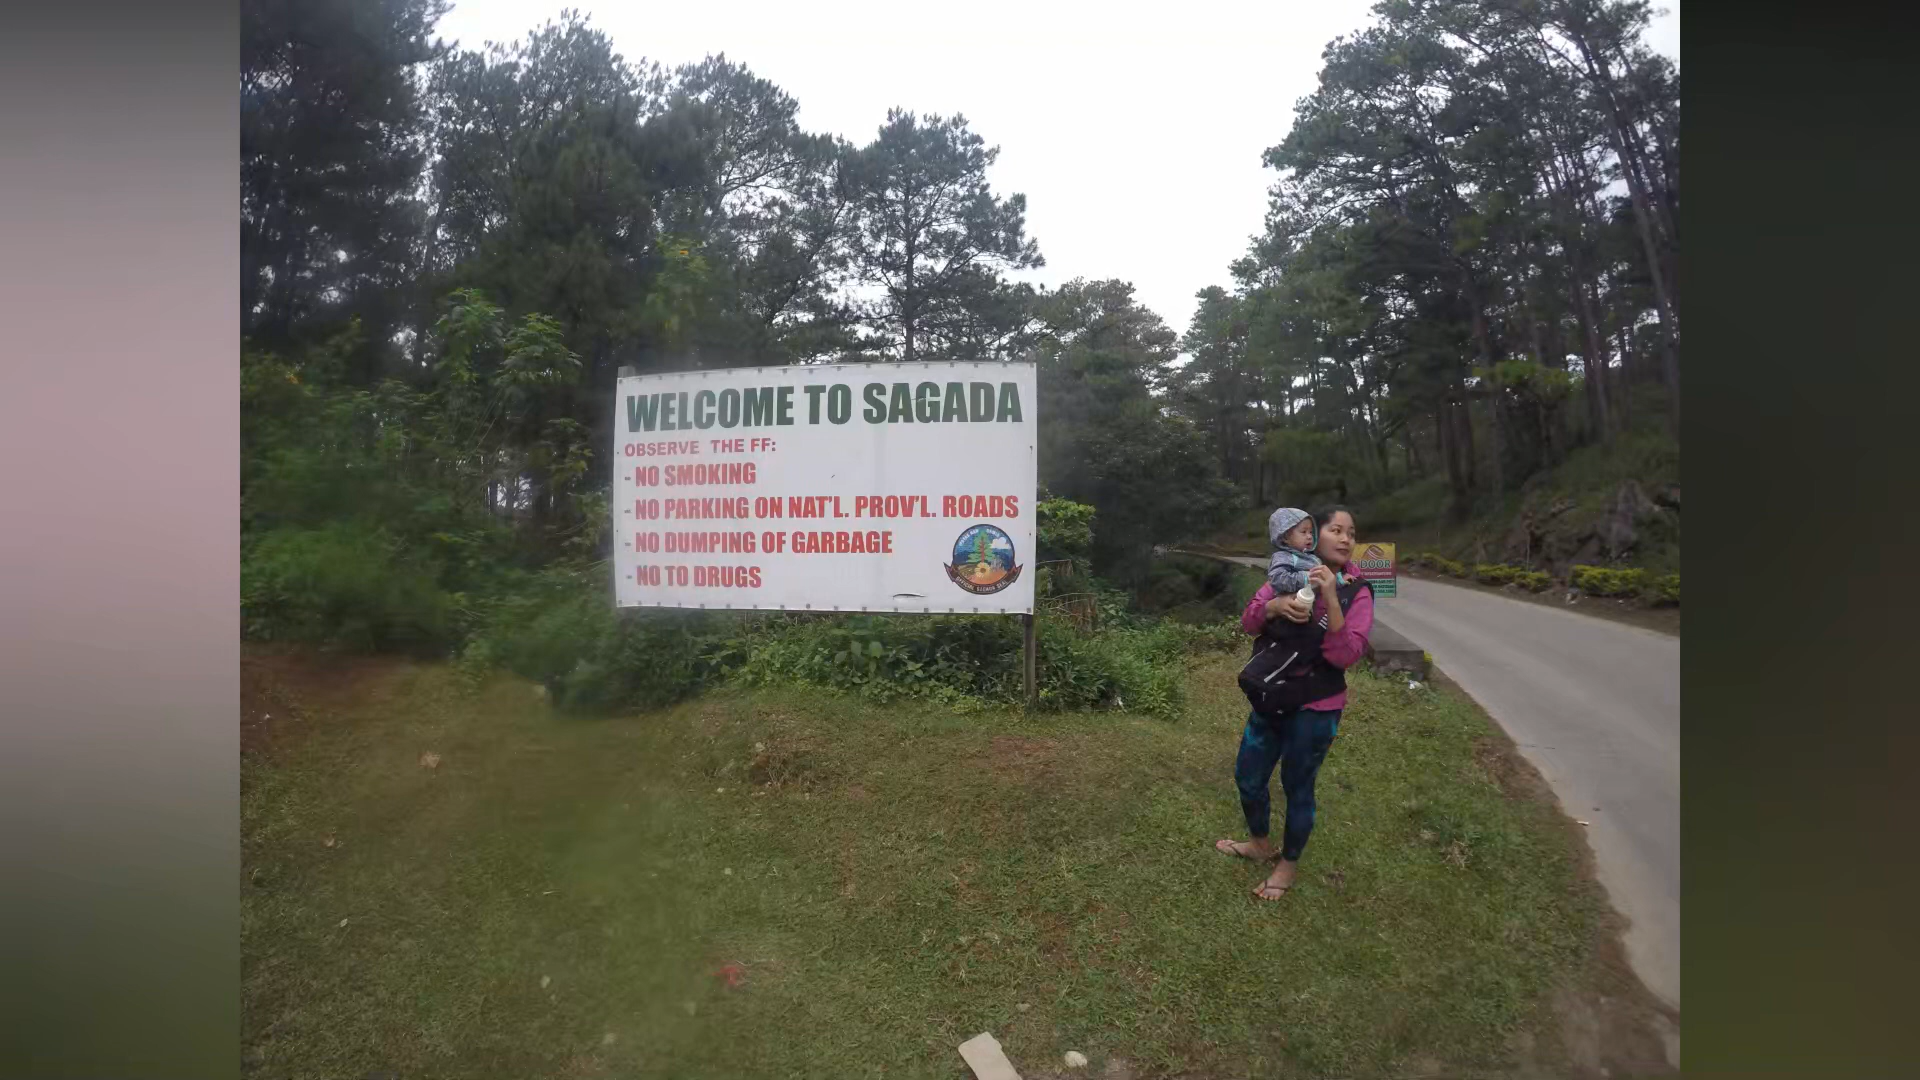 WELCOME TO SAGADA
OBSERVE THE FF:
- NO SMOKING
- NO PARKING ON NAT'L. PROV'L. ROADS
- NO DUMPING OF GARBAGE
- NO TO DRUGS
DOOR